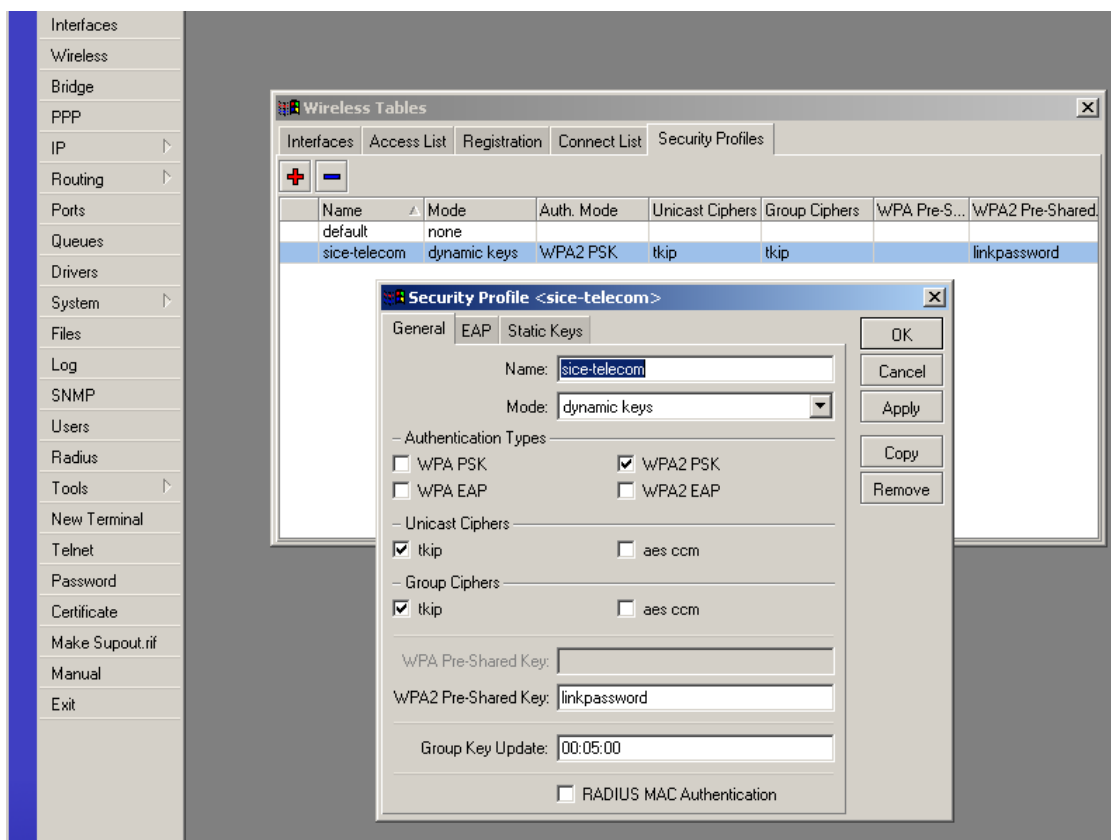 Interfaces
Wireless
Bridge
PPP
IP
Routing
Ports
Queues
Drivers
System
Files
Log
SNMP
Users
Radius
Tools
New Terminal
Telnet
Password
Certificate
Make Supout.rif
Manual
Exit
Wireless Tables
Interfaces Access List Registration Connect List Security Profiles
Name Mode Auth. Mode Unicast Ciphers Group Ciphers WPA Pre-S... WPA2 Pre-Shared.
default none
sice-telecom dynamic keys WPA2 PSK tkip tkip linkpassword
Security Profile <sice-telecom>
General EAP Static Keys
Name: sice-telecom
Mode: dynamic keys
Authentication Types
WPA PSK WPA2 PSK
WPA EAP WPA2 EAP
Unicast Ciphers
tkip aes ccm
Group Ciphers
tkip aes ccm
WPA Pre-Shared Key:
WPA2 Pre-Shared Key: linkpassword
Group Key Update: 00:05:00
RADIUS MAC Authentication
OK
Cancel
Apply
Copy
Remove